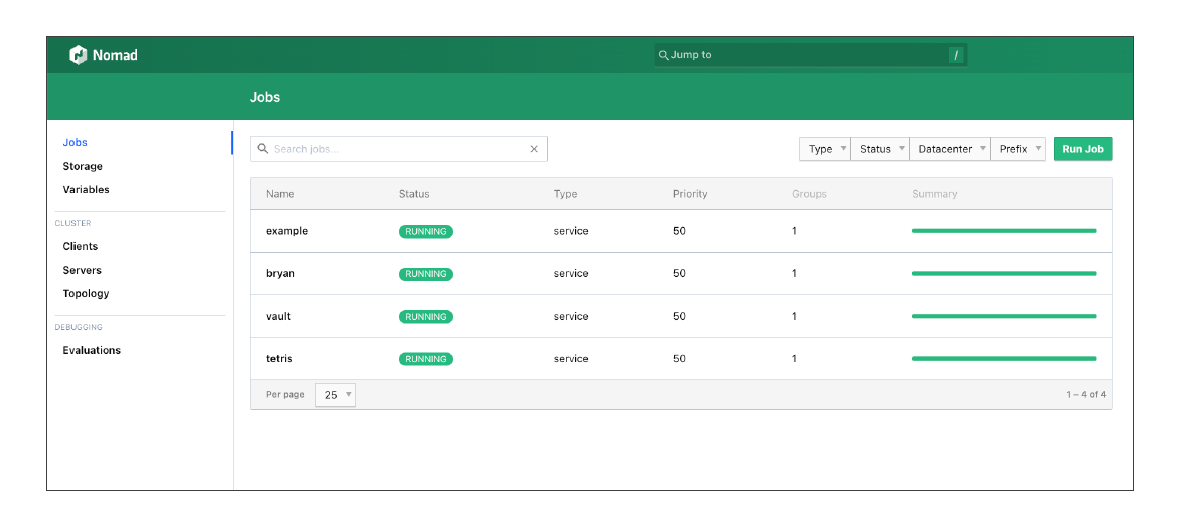 Nomad
Jump to /
Jobs
Jobs
Storage
Variables
CLUSTER
Clients
Servers
Topology
DEBUGGING
Evaluations
Search jobs...
Type Status Datacenter Prefix Run Job
Name Status Type Priority Groups Summary
example RUNNING service 50 1
bryan RUNNING service 50 1
vault RUNNING service 50 1
tetris RUNNING service 50 1
Per page 25 1 – 4 of 4